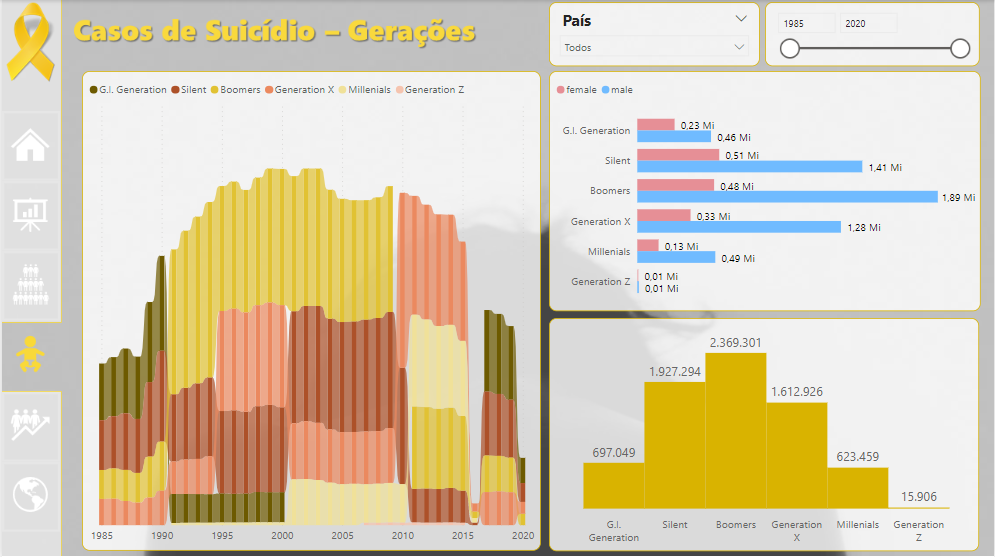 Casos de Suicídio – Gerações
País
Todos
1985 2020
G.I. Generation Silent Boomers Generation X Millenials Generation Z
1985 1990 1995 2000 2005 2010 2015 2020
female male
G.I. Generation 0,23 Mi 0,46 Mi
Silent 0,51 Mi 1,41 Mi
Boomers 0,48 Mi 1,89 Mi
Generation X 0,33 Mi 1,28 Mi
Millenials 0,13 Mi 0,49 Mi
Generation Z 0,01 Mi 0,01 Mi
697.049 1.927.294 2.369.301 1.612.926 623.459 15.906
G.I. Silent Boomers Generation Millenials Generation
Generation X Z